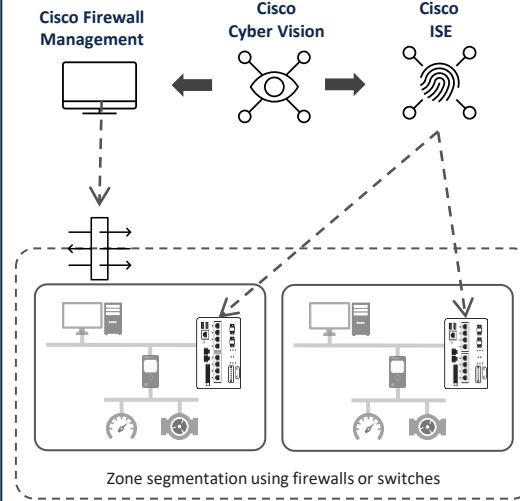 Cisco Firewall
Management
Cisco
Cyber Vision
Cisco
ISE
Zone segmentation using firewalls or switches